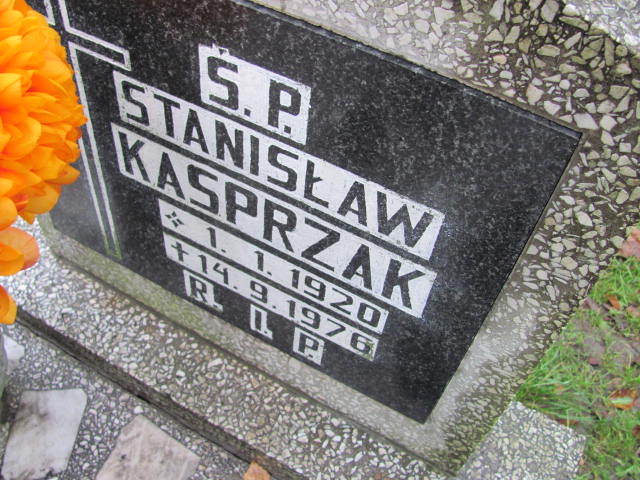 Ś.P.
STANISŁAW
KASPRZAK
1.1.1920
✝14.9.1976
R.I.P.